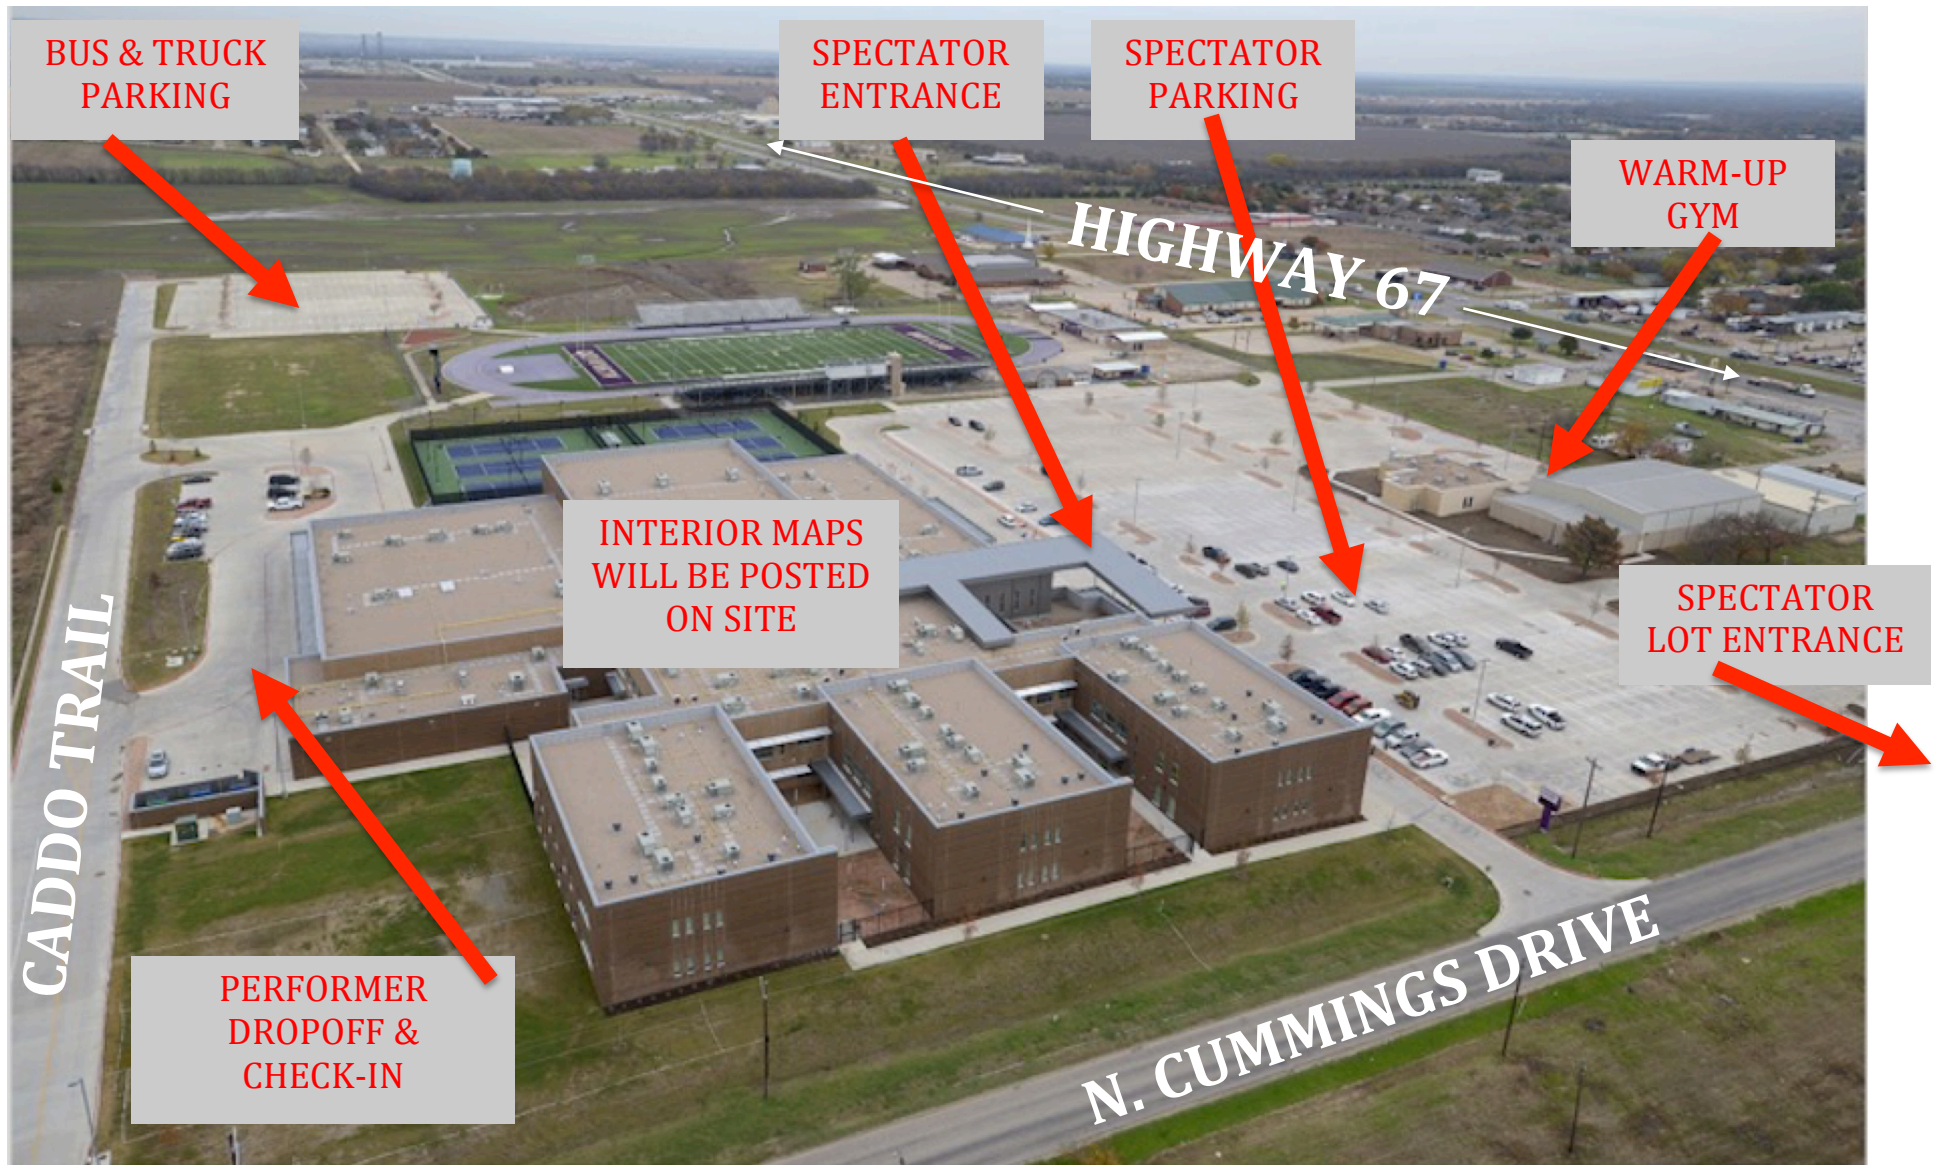 BUS & TRUCK
PARKING
SPECTATOR
ENTRANCE
SPECTATOR
PARKING
WARM-UP
GYM
HIGHWAY 67
INTERIOR MAPS
WILL BE POSTED
ON SITE
SPECTATOR
LOT ENTRANCE
CADDO TRAIL
PERFORMER
DROPOFF &
CHECK-IN
N. CUMMINGS DRIVE